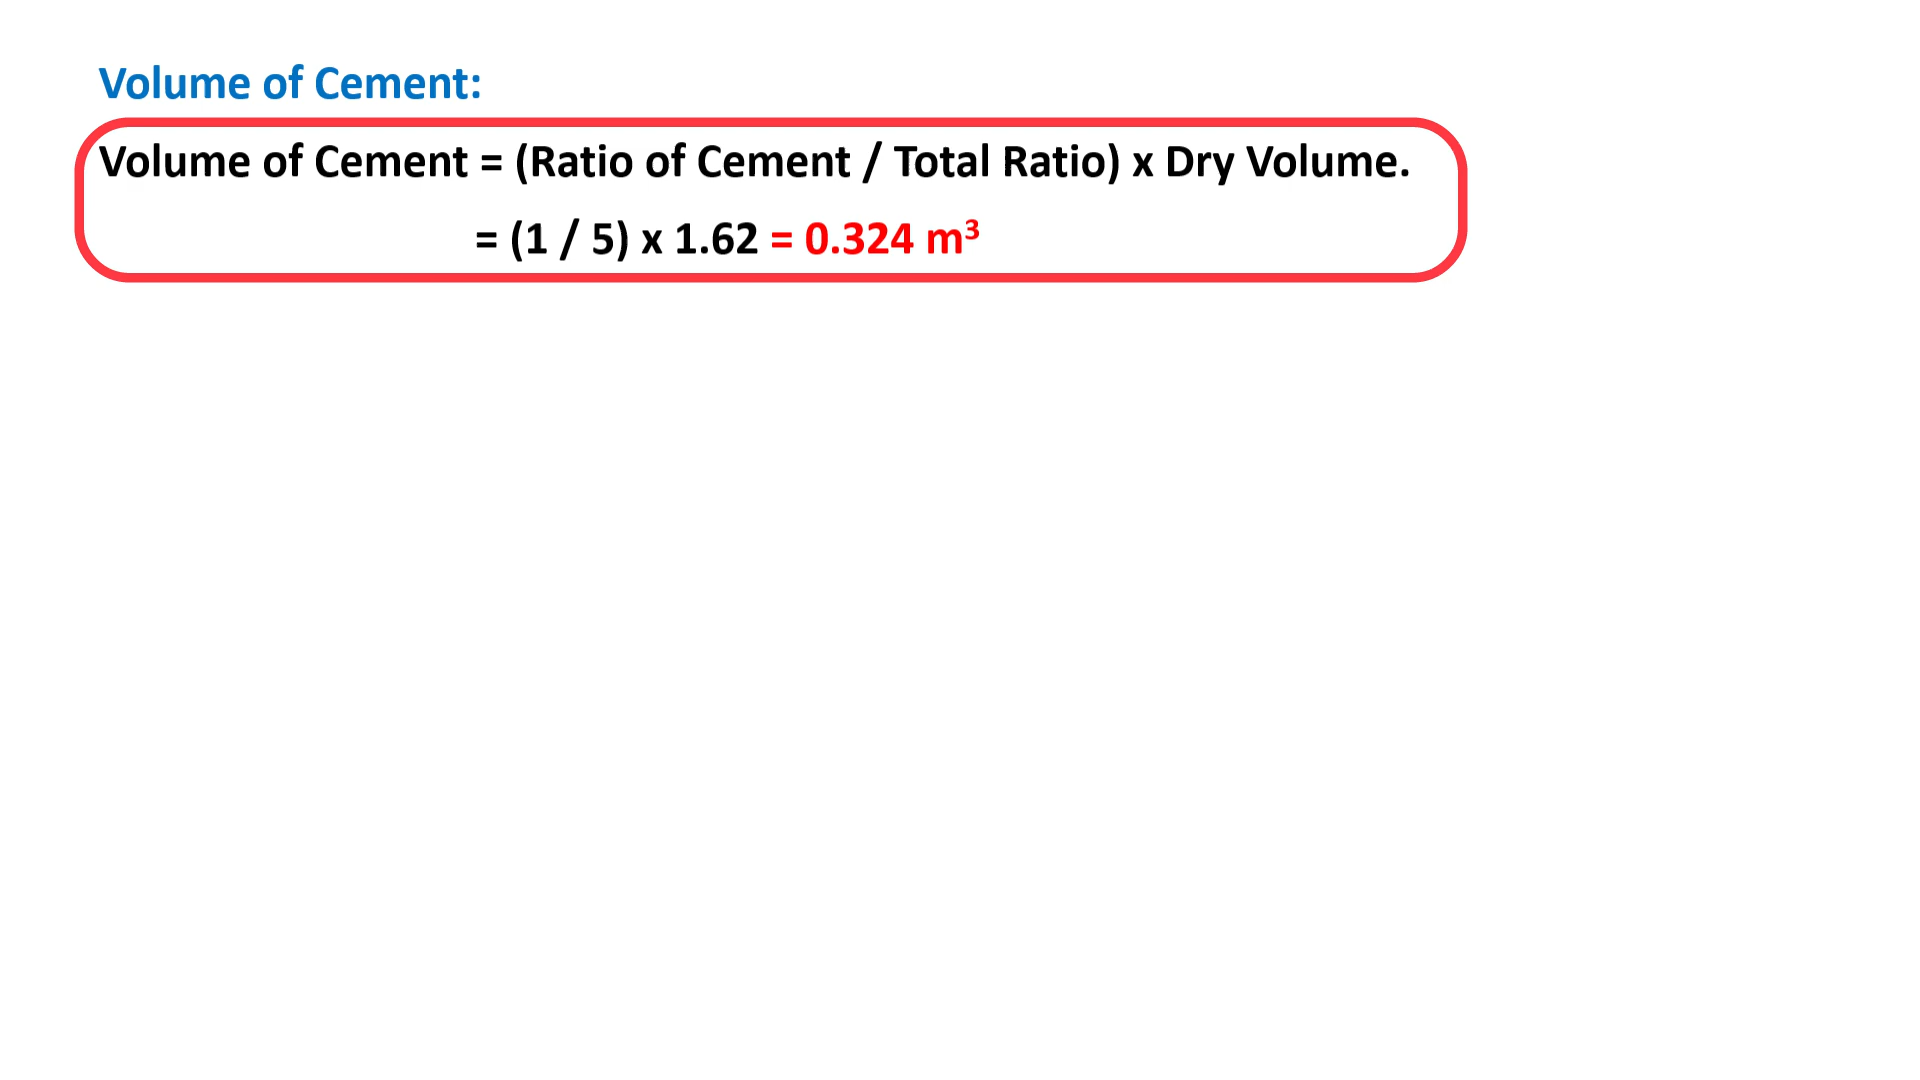 Volume of Cement:
Volume of Cement = (Ratio of Cement / Total Ratio) x Dry Volume.
= (1 / 5) x 1.62 = 0.324 m³